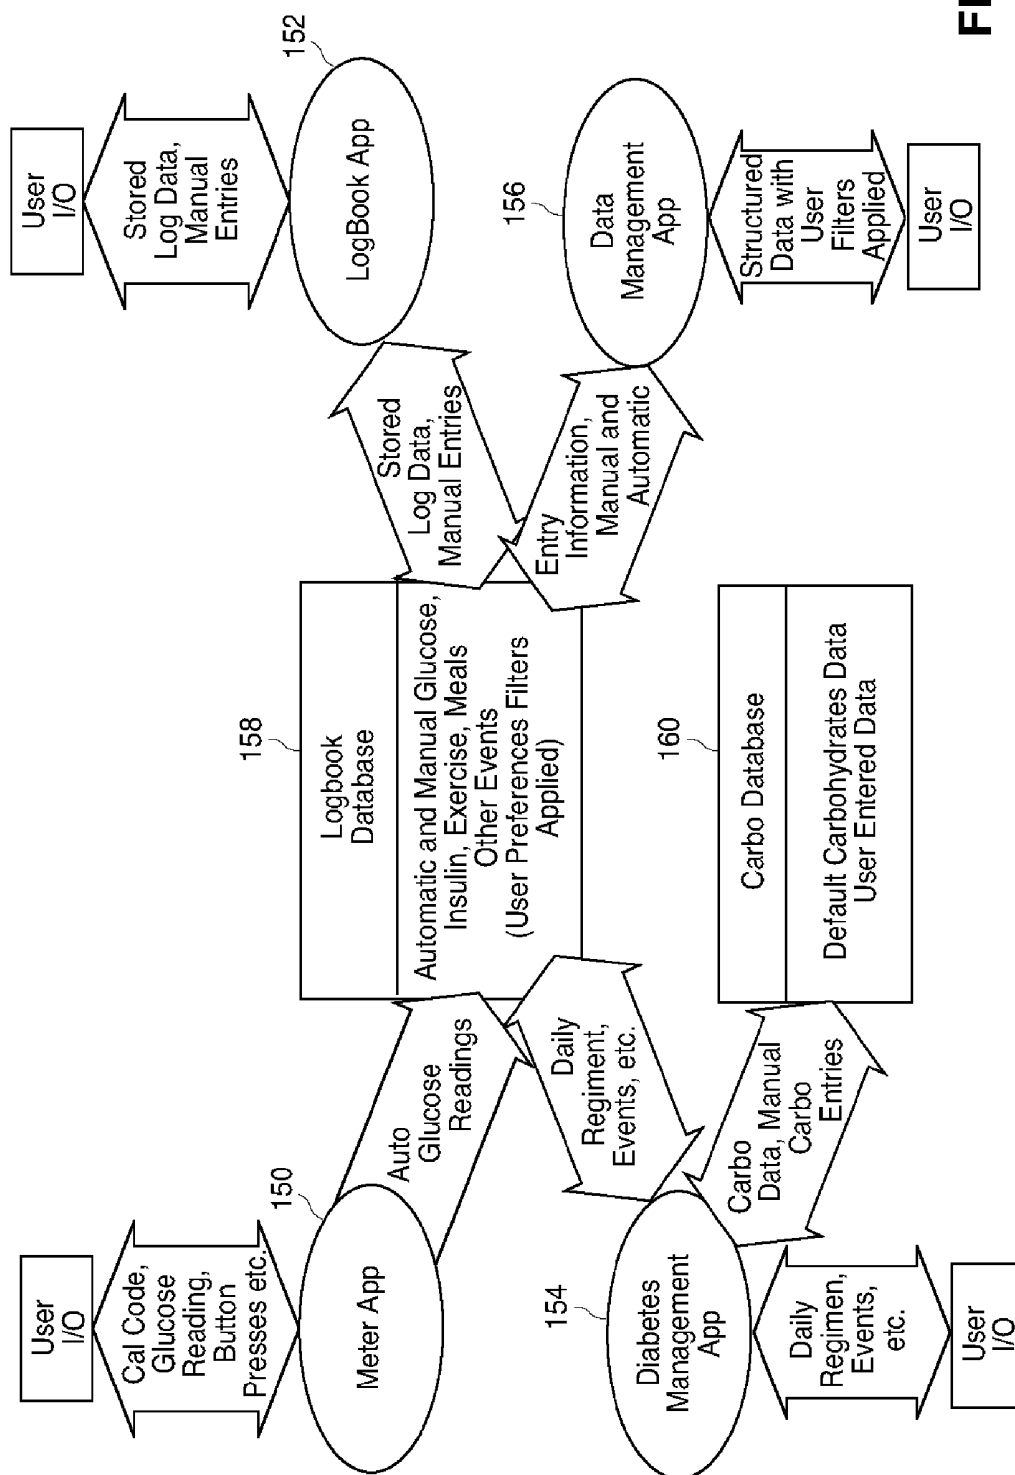 User
I/O
Cal Code,
Glucose
Reading,
Button
Presses etc.
150
Meter App
Auto
Glucose
Readings
158
Logbook
Database
Automatic and Manual Glucose,
Insulin, Exercise, Meals
Other Events
(User Preferences Filters
Applied)
Stored
Log Data,
Manual Entries
User
I/O
Stored
Log Data,
Manual
Entries
152
LogBook App
154
Diabetes
Management
App
Daily
Regiment,
Events, etc.
Daily
Regimen,
Events,
etc.
User
I/O
Carbo
Data, Manual
Carbo
Entries
160
Carbo Database
Default Carbohydrates Data
User Entered Data
Entry
Information,
Manual and
Automatic
156
Data
Management
App
Structured
Data with
User
Filters
Applied
User
I/O